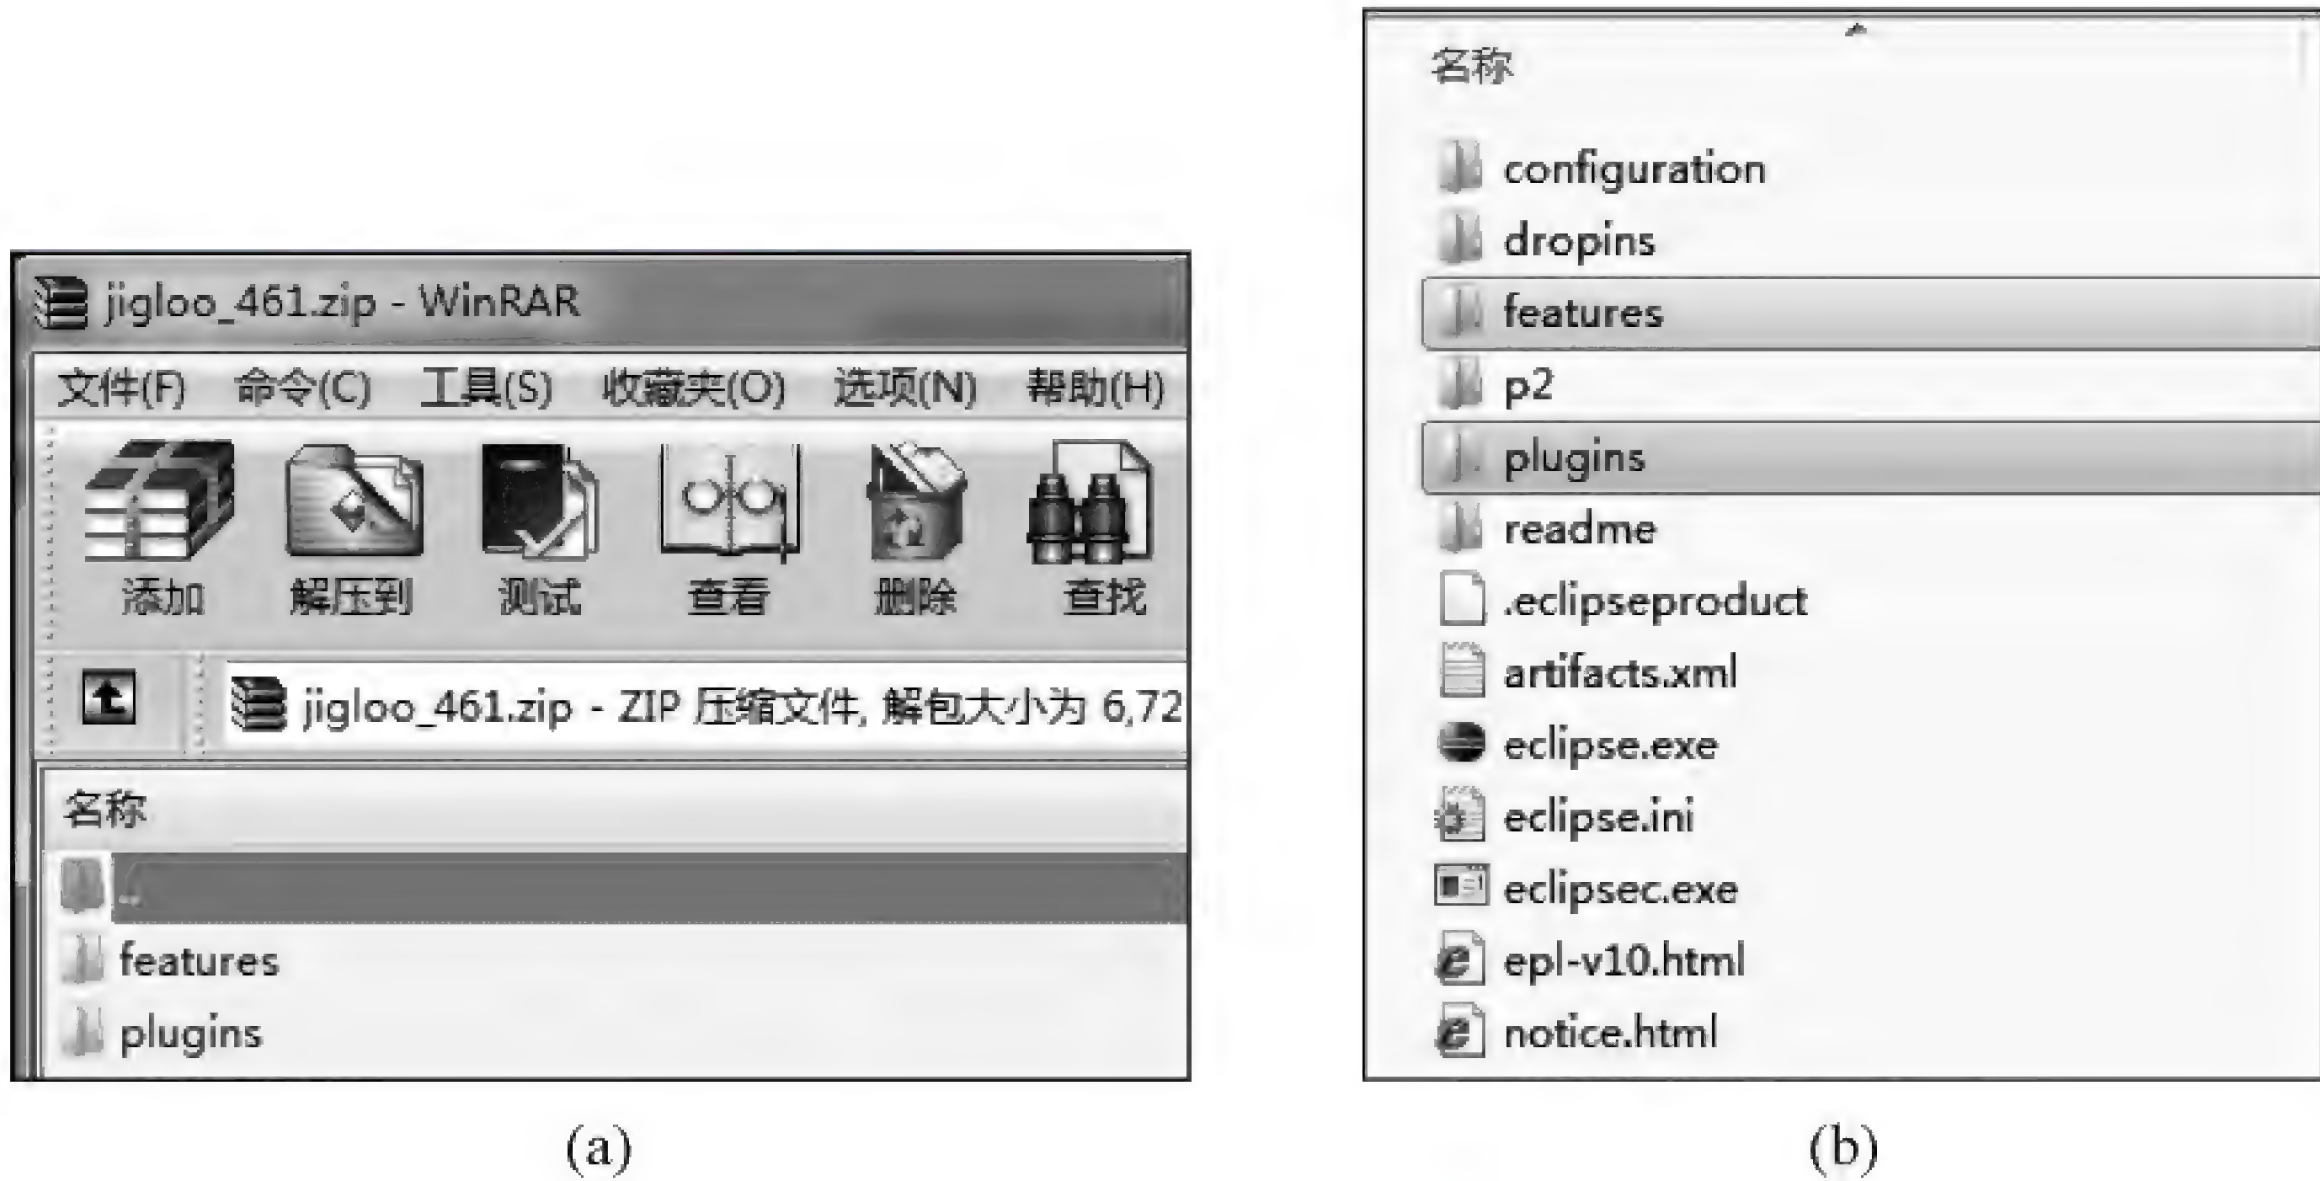 jigloo_461.zip - WinRAR
文件(F) 命令(C) 工具(S) 收藏夹(O) 选项(N) 帮助(H)
添加 解压到 测试 查看 删除 查找
jigloo_461.zip - ZIP 压缩文件, 解包大小为 6,72
名称
..
features
plugins
(a)
名称
configuration
dropins
features
p2
plugins
readme
.eclipseproduct
artifacts.xml
eclipse.exe
eclipse.ini
eclipsec.exe
epl-v10.html
notice.html
(b)